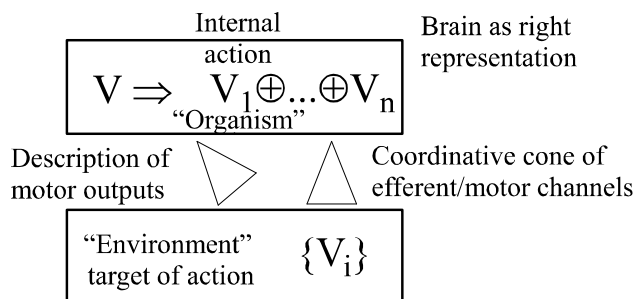 Internal
action
Brain as right
representation
V ⇒ V₁⊕...⊕Vₙ
“Organism”
Description of
motor outputs
Coordinative cone of
efferent/motor channels
“Environment”
target of action
{Vᵢ}